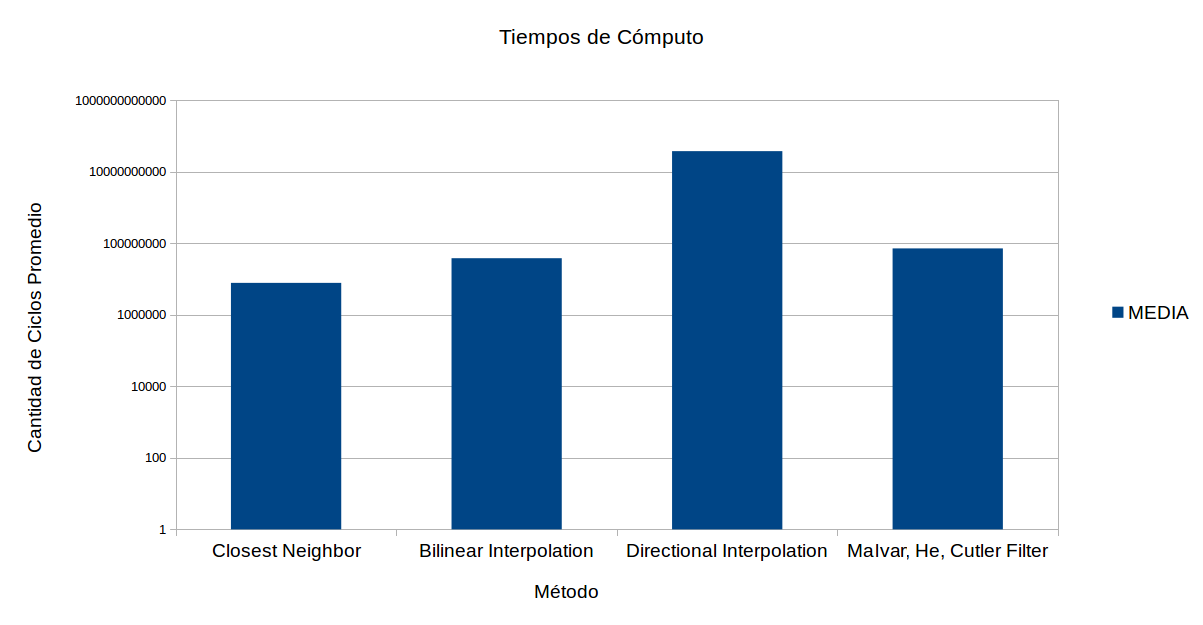 Tiempos de Cómputo
1000000000000
10000000000
100000000
1000000
10000
100
1
Cantidad de Ciclos Promedio
MEDIA
Closest Neighbor
Bilinear Interpolation
Directional Interpolation
Malvar, He, Cutler Filter
Método